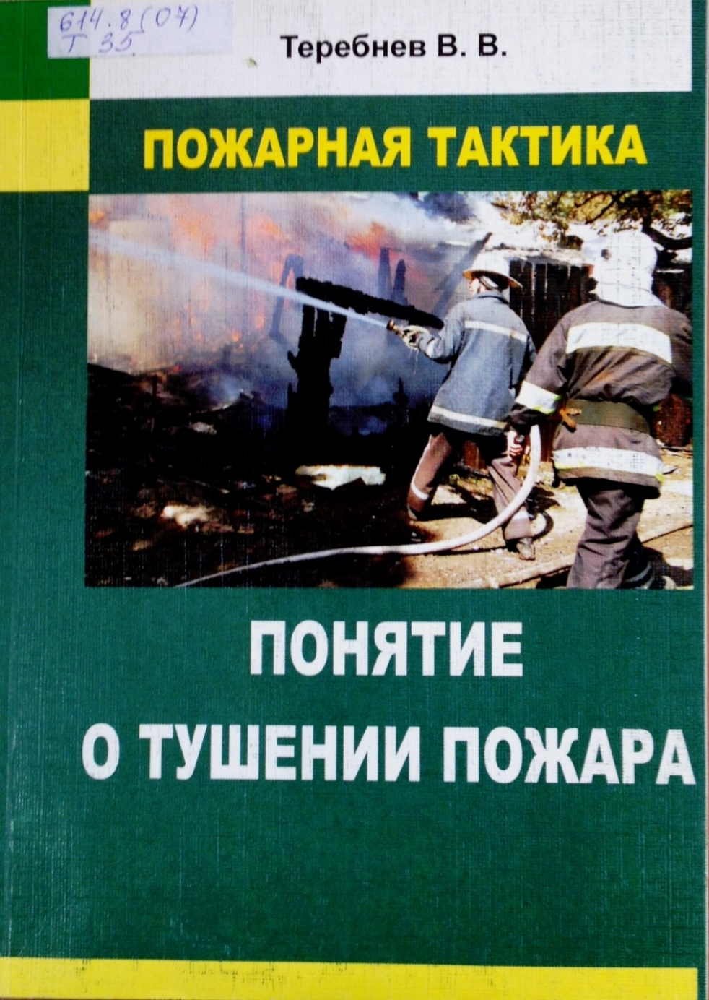 614.8(07)
Т 35
Теребнев В. В.
ПОЖАРНАЯ ТАКТИКА
ПОНЯТИЕ
О ТУШЕНИИ ПОЖАРА